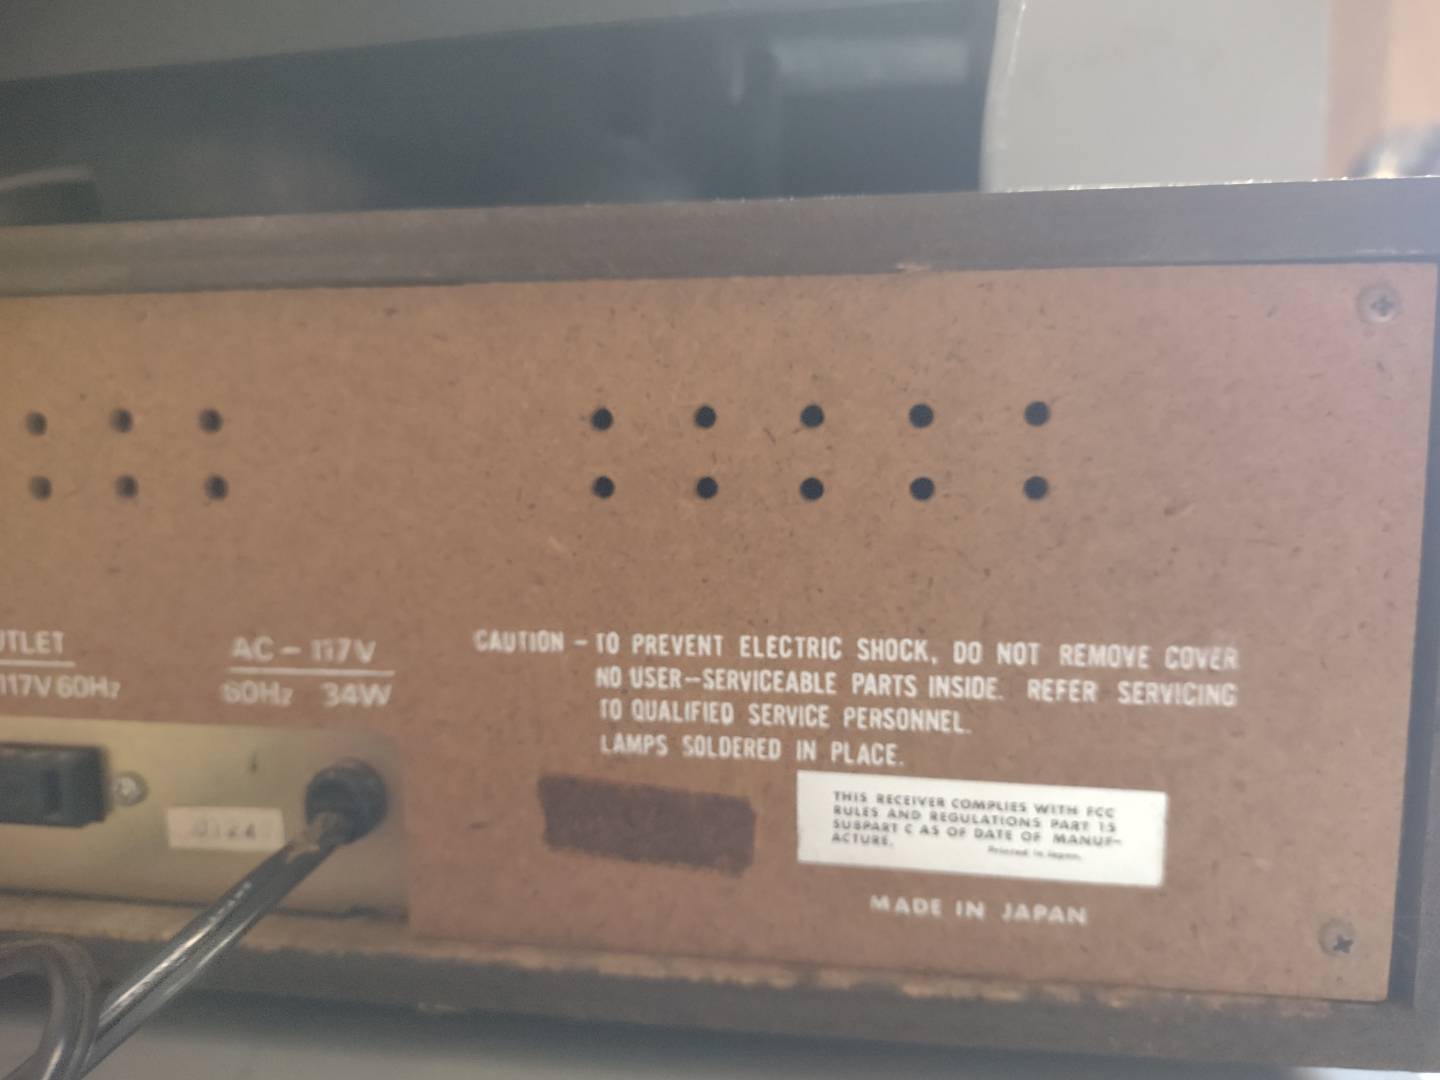 UTLET
117V 60Hz
AC – 117V
60Hz 34W
CAUTION – TO PREVENT ELECTRIC SHOCK, DO NOT REMOVE COVER
NO USER–SERVICEABLE PARTS INSIDE. REFER SERVICING
TO QUALIFIED SERVICE PERSONNEL.
LAMPS SOLDERED IN PLACE.
THIS RECEIVER COMPLIES WITH FCC
RULES AND REGULATIONS PART 15
SUBPART C AS OF DATE OF MANUF–
ACTURE.
Printed in Japan.
MADE IN JAPAN